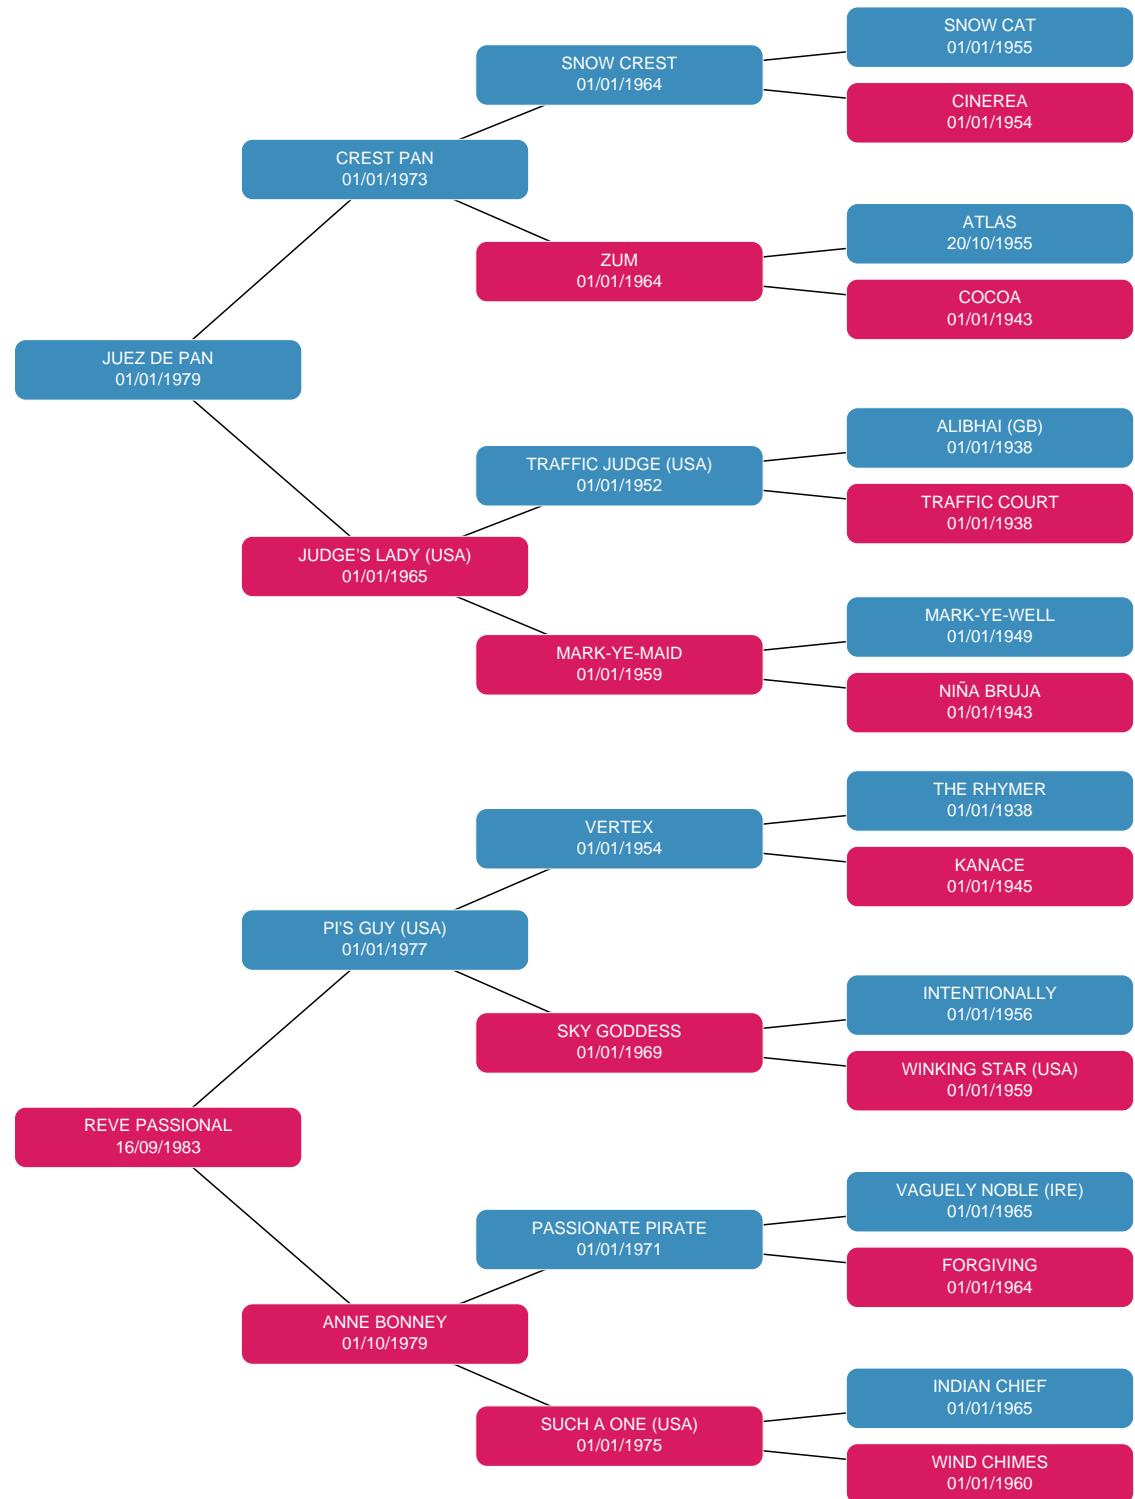 SNOW CAT
01/01/1955
SNOW CREST
01/01/1964
CINEREA
01/01/1954
CREST PAN
01/01/1973
ATLAS
20/10/1955
ZUM
01/01/1964
COCOA
01/01/1943
JUEZ DE PAN
01/01/1979
ALIBHAI (GB)
01/01/1938
TRAFFIC JUDGE (USA)
01/01/1952
TRAFFIC COURT
01/01/1938
JUDGE'S LADY (USA)
01/01/1965
MARK-YE-WELL
01/01/1949
MARK-YE-MAID
01/01/1959
NIÑA BRUJA
01/01/1943
THE RHYMER
01/01/1938
VERTEX
01/01/1954
KANACE
01/01/1945
PI'S GUY (USA)
01/01/1977
INTENTIONALLY
01/01/1956
SKY GODDESS
01/01/1969
WINKING STAR (USA)
01/01/1959
REVE PASSIONAL
16/09/1983
VAGUELY NOBLE (IRE)
01/01/1965
PASSIONATE PIRATE
01/01/1971
FORGIVING
01/01/1964
ANNE BONNEY
01/10/1979
INDIAN CHIEF
01/01/1965
SUCH A ONE (USA)
01/01/1975
WIND CHIMES
01/01/1960